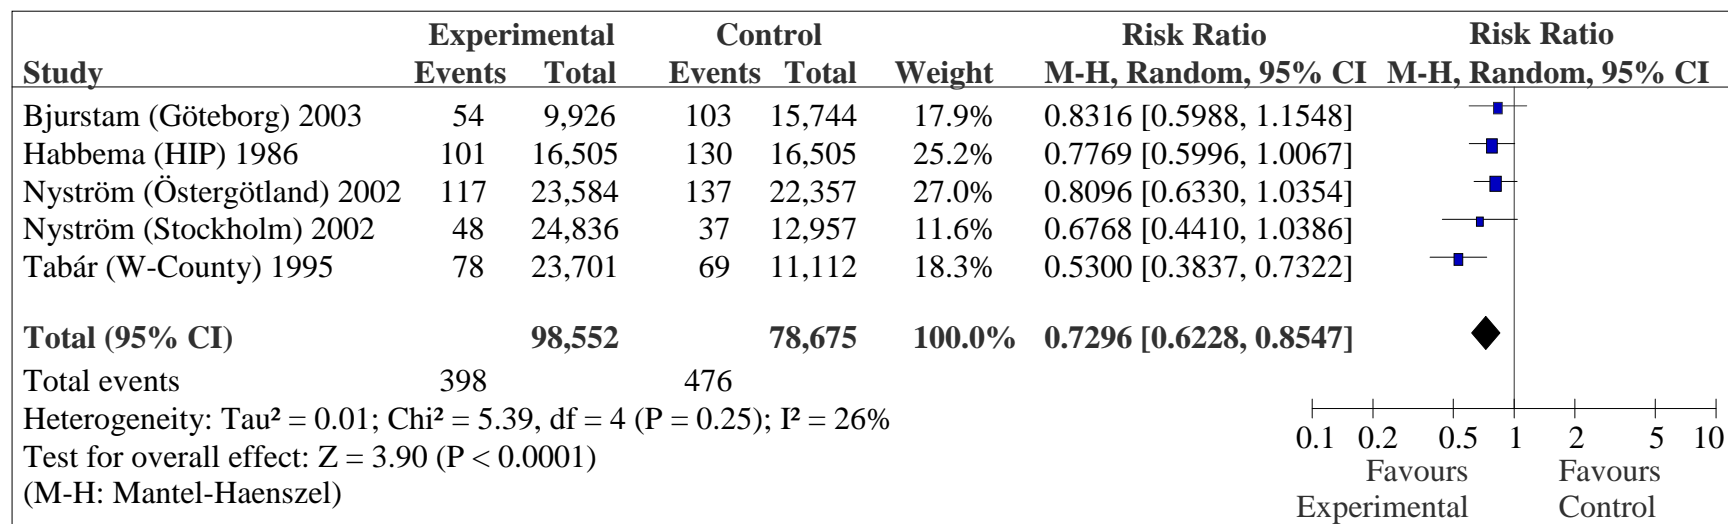 Experimental Control Risk Ratio Risk Ratio
Study Events Total Events Total Weight M-H, Random, 95% CI M-H, Random, 95% CI
Bjurstam (Göteborg) 2003 54 9,926 103 15,744 17.9% 0.8316 [0.5988, 1.1548]
Habbema (HIP) 1986 101 16,505 130 16,505 25.2% 0.7769 [0.5996, 1.0067]
Nyström (Östergötland) 2002 117 23,584 137 22,357 27.0% 0.8096 [0.6330, 1.0354]
Nyström (Stockholm) 2002 48 24,836 37 12,957 11.6% 0.6768 [0.4410, 1.0386]
Tabár (W-County) 1995 78 23,701 69 11,112 18.3% 0.5300 [0.3837, 0.7322]
Total (95% CI) 98,552 78,675 100.0% 0.7296 [0.6228, 0.8547]
Total events 398 476
Heterogeneity: Tau² = 0.01; Chi² = 5.39, df = 4 (P = 0.25); I² = 26%
Test for overall effect: Z = 3.90 (P < 0.0001)
(M-H: Mantel-Haenszel)
0.1 0.2 0.5 1 2 5 10
Favours Favours
Experimental Control